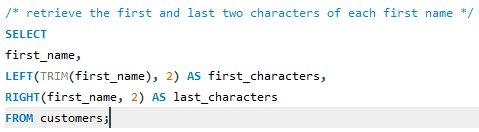 /* retrieve the first and last two characters of each first name */
SELECT
first_name,
LEFT(TRIM(first_name), 2) AS first_characters,
RIGHT(first_name, 2) AS last_characters
FROM customers;